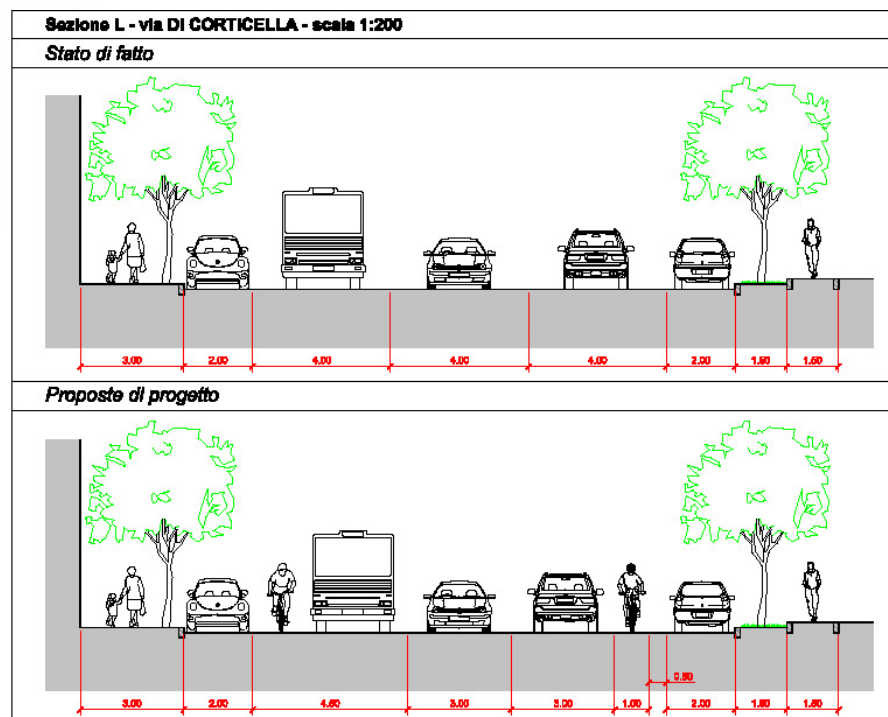 Sezione L - via DI CORTICELLA - scala 1:200
Stato di fatto
3.00 2.00 4.00 4.00 4.00 2.00 1.50 1.50
Proposte di progetto
0.50
3.00 2.00 4.50 3.00 3.00 1.00 2.00 1.50 1.50